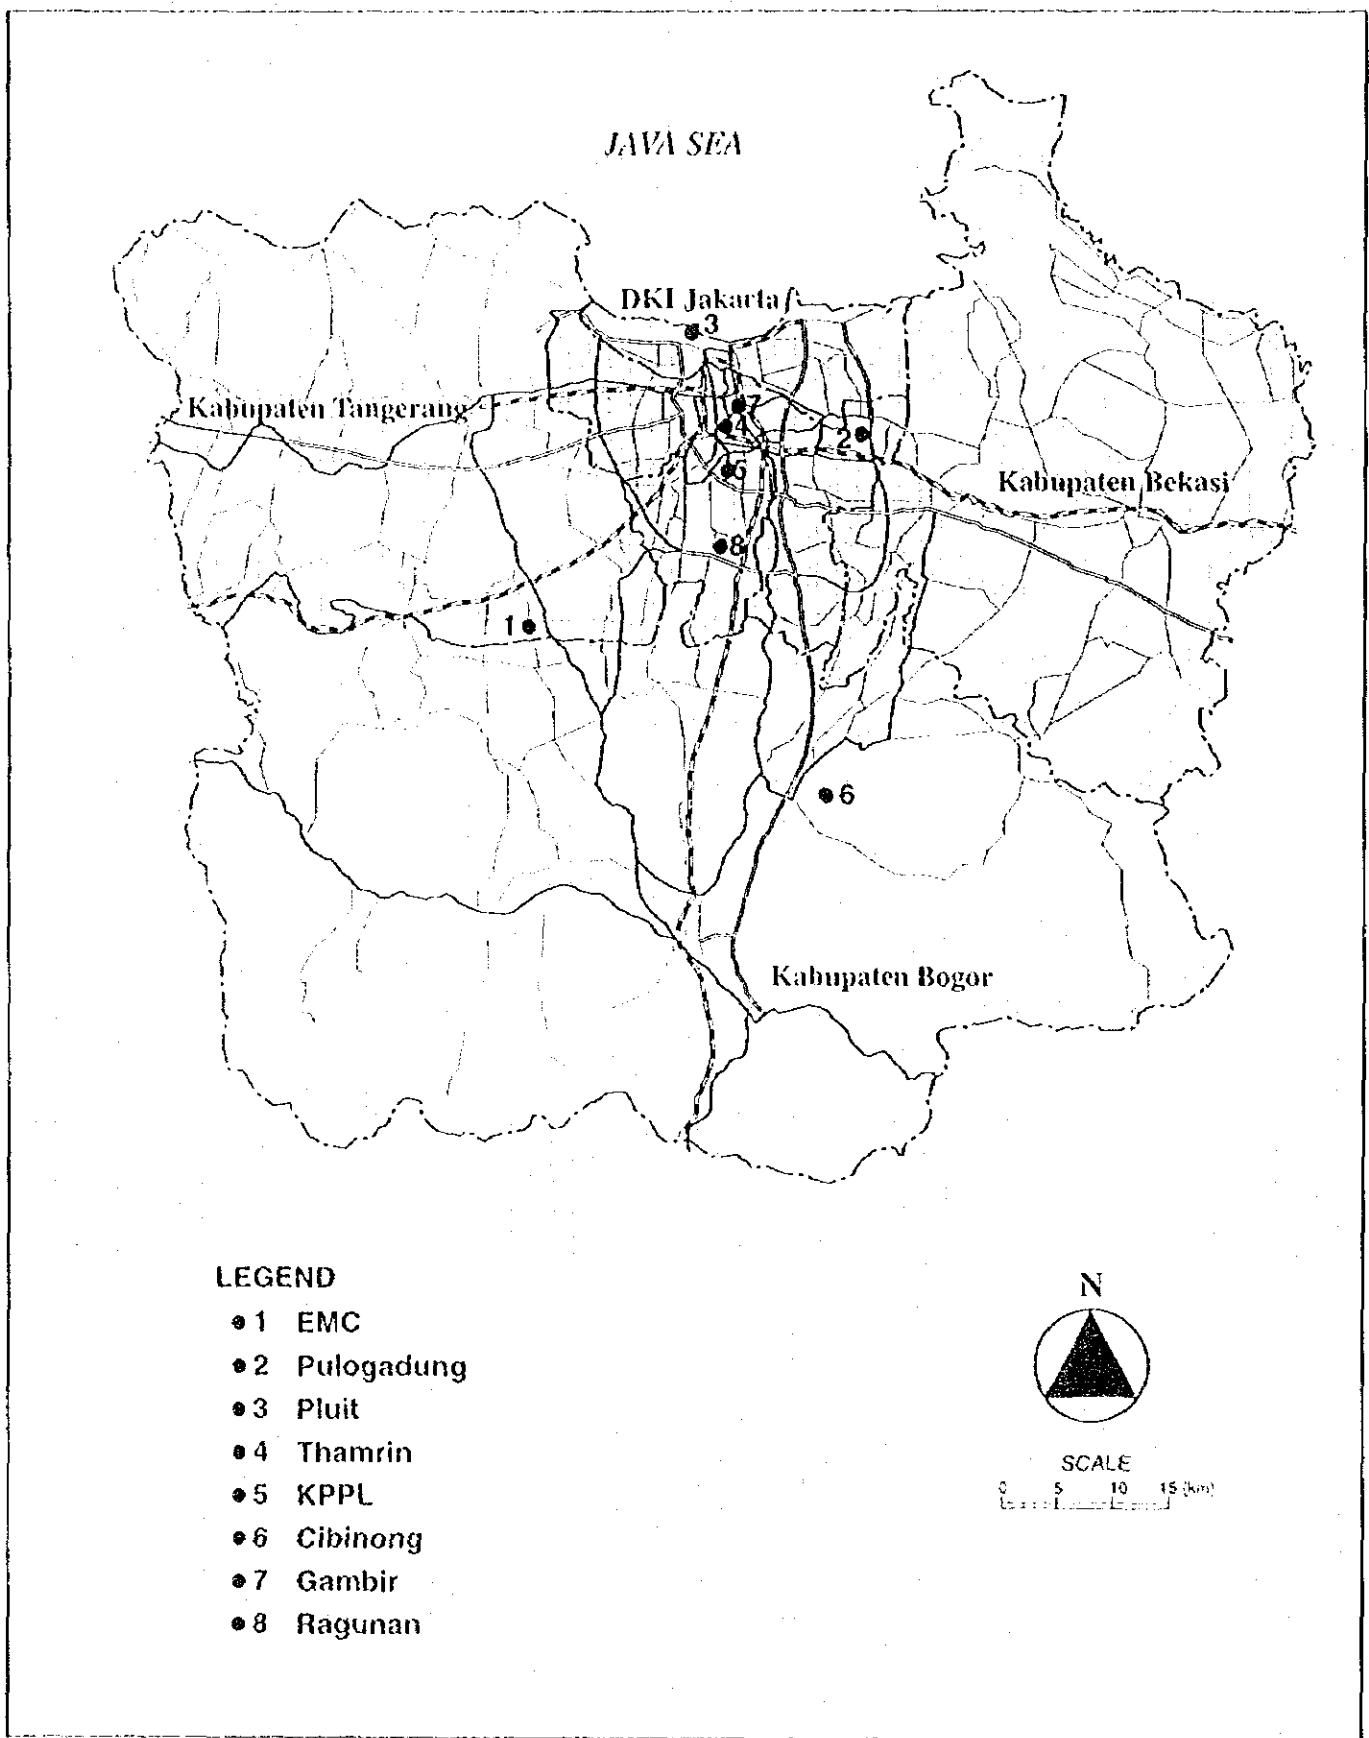 JAVA SEA
DKI Jakarta
3
Kabupaten Tangerang
7
4
2
5
Kabupaten Bekasi
8
1
6
Kabupaten Bogor
LEGEND
1 EMC
2 Pulogadung
3 Pluit
4 Thamrin
5 KPPL
6 Cibinong
7 Gambir
8 Ragunan
N
SCALE
0 5 10 15 (km)